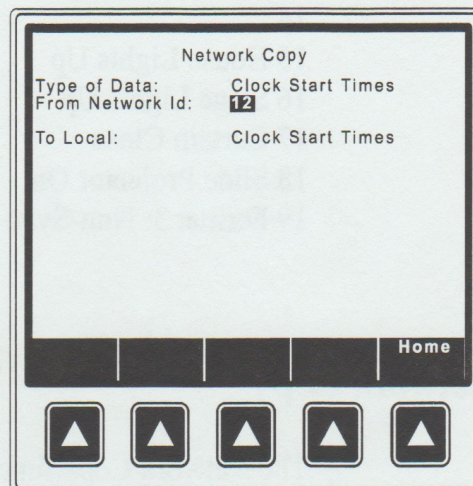 Network Copy
Type of Data: Clock Start Times
From Network Id: 12
To Local: Clock Start Times
Home